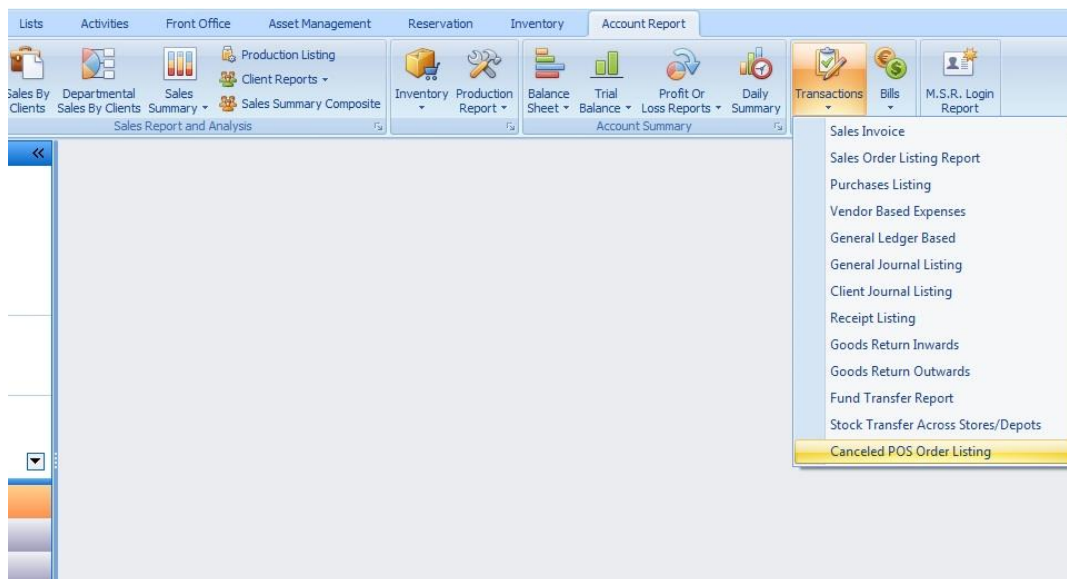 Lists Activities Front Office Asset Management Reservation Inventory Account Report
Sales By Clients
Departmental Sales By Clients
Sales Summary
Production Listing
Client Reports
Sales Summary Composite
Inventory
Production Report
Balance Sheet
Trial Balance
Profit Or Loss Reports
Daily Summary
Transactions
Bills
M.S.R. Login Report
Sales Report and Analysis
Account Summary
Sales Invoice
Sales Order Listing Report
Purchases Listing
Vendor Based Expenses
General Ledger Based
General Journal Listing
Client Journal Listing
Receipt Listing
Goods Return Inwards
Goods Return Outwards
Fund Transfer Report
Stock Transfer Across Stores/Depots
Canceled POS Order Listing